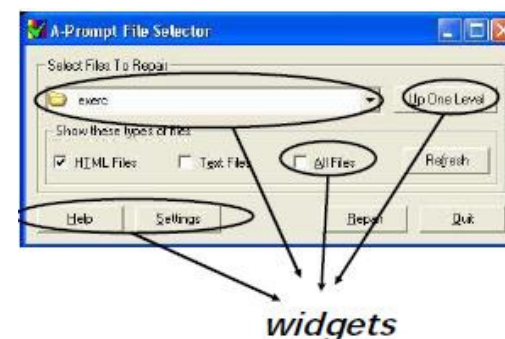 A-Prompt File Selector
Select Files To Repair
exerc
Up One Level
Show these types of files
HTML Files Text Files All Files Refresh
Help Settings Repair Quit
widgets